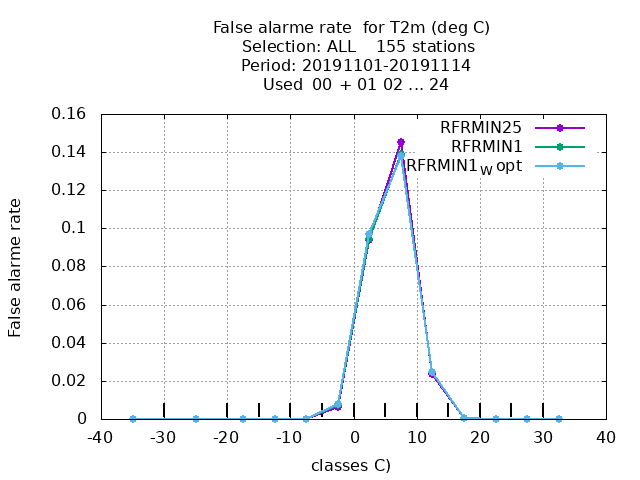 False alarme rate  for T2m (deg C)
Selection: ALL    155 stations
Period: 20191101-20191114
Used  00  + 01 02 ... 24
0.16
0.14
0.12
0.1
0.08
0.06
0.04
0.02
0
False alarme rate
RFRMIN25
RFRMIN1
RFRMIN1w opt
-40 -30 -20 -10 0 10 20 30 40
classes C)